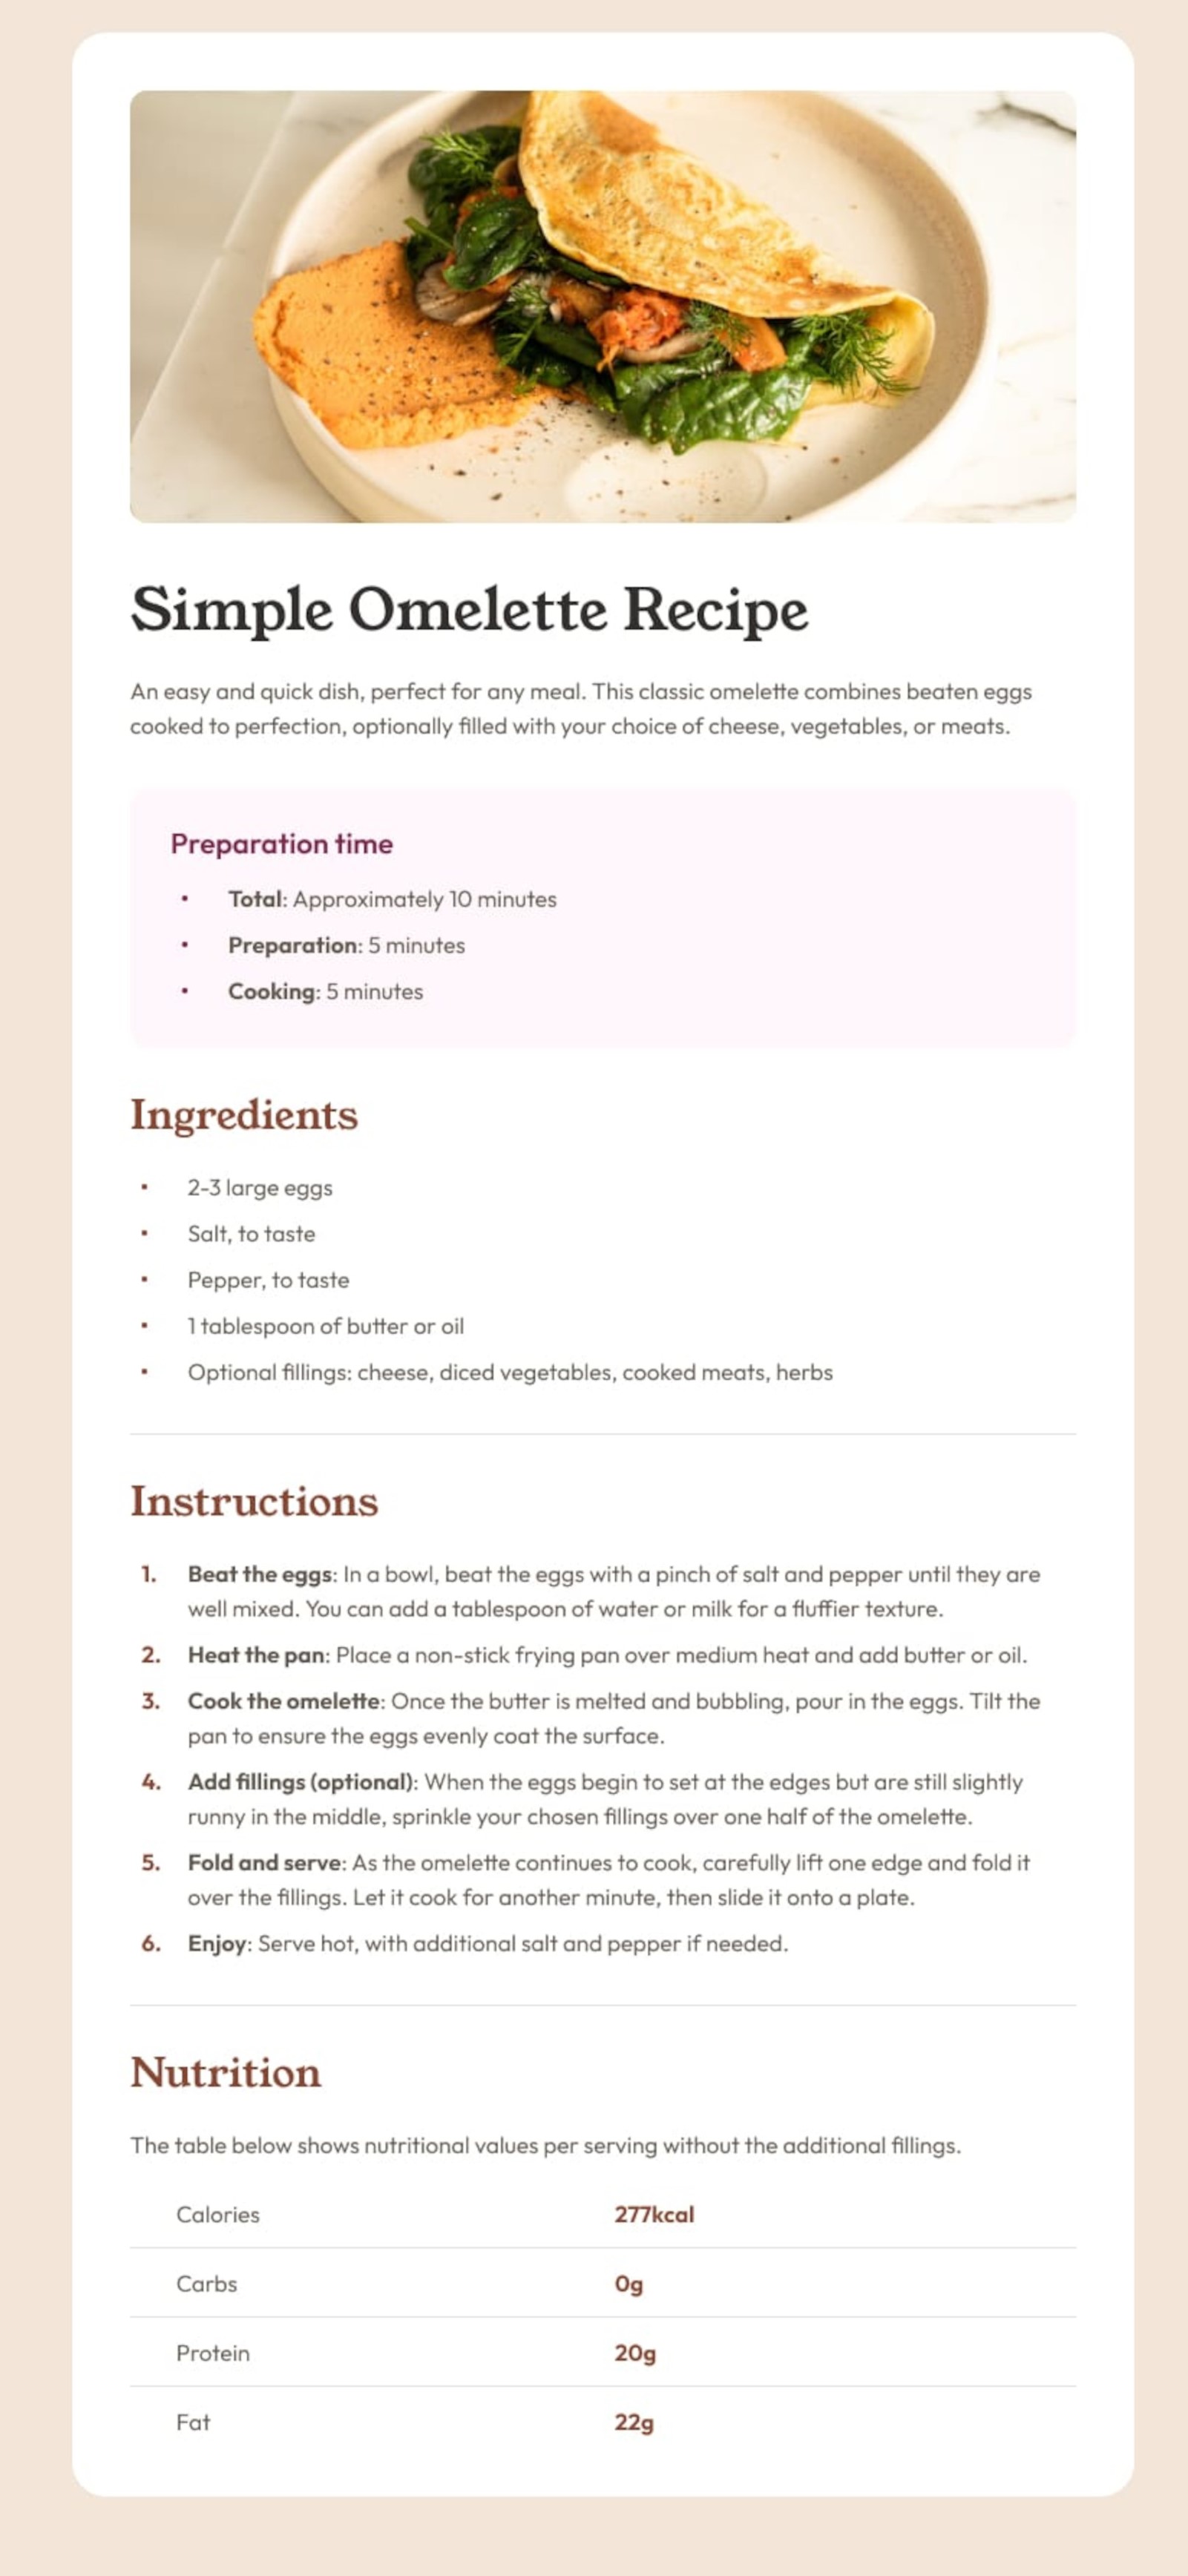 Simple Omelette Recipe
An easy and quick dish, perfect for any meal. This classic omelette combines beaten eggs
cooked to perfection, optionally filled with your choice of cheese, vegetables, or meats.
Preparation time
• Total: Approximately 10 minutes
• Preparation: 5 minutes
• Cooking: 5 minutes
Ingredients
▪ 2-3 large eggs
▪ Salt, to taste
▪ Pepper, to taste
▪ 1 tablespoon of butter or oil
▪ Optional fillings: cheese, diced vegetables, cooked meats, herbs
Instructions
1. Beat the eggs: In a bowl, beat the eggs with a pinch of salt and pepper until they are
well mixed. You can add a tablespoon of water or milk for a fluffier texture.
2. Heat the pan: Place a non-stick frying pan over medium heat and add butter or oil.
3. Cook the omelette: Once the butter is melted and bubbling, pour in the eggs. Tilt the
pan to ensure the eggs evenly coat the surface.
4. Add fillings (optional): When the eggs begin to set at the edges but are still slightly
runny in the middle, sprinkle your chosen fillings over one half of the omelette.
5. Fold and serve: As the omelette continues to cook, carefully lift one edge and fold it
over the fillings. Let it cook for another minute, then slide it onto a plate.
6. Enjoy: Serve hot, with additional salt and pepper if needed.
Nutrition
The table below shows nutritional values per serving without the additional fillings.
Calories 277kcal
Carbs 0g
Protein 20g
Fat 22g